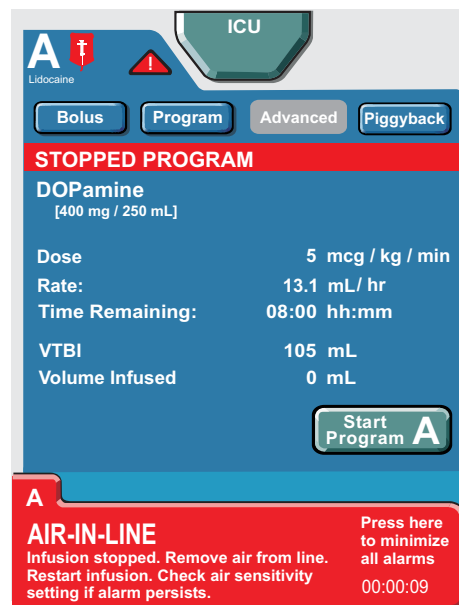 ICU
A
Lidocaine
!
Bolus Program Advanced Piggyback
STOPPED PROGRAM
DOPamine
[400 mg / 250 mL]
Dose 5 mcg / kg / min
Rate: 13.1 mL/ hr
Time Remaining: 08:00 hh:mm
VTBI 105 mL
Volume Infused 0 mL
Start
Program A
A
AIR-IN-LINE
Infusion stopped. Remove air from line.
Restart infusion. Check air sensitivity
setting if alarm persists.
Press here
to minimize
all alarms
00:00:09